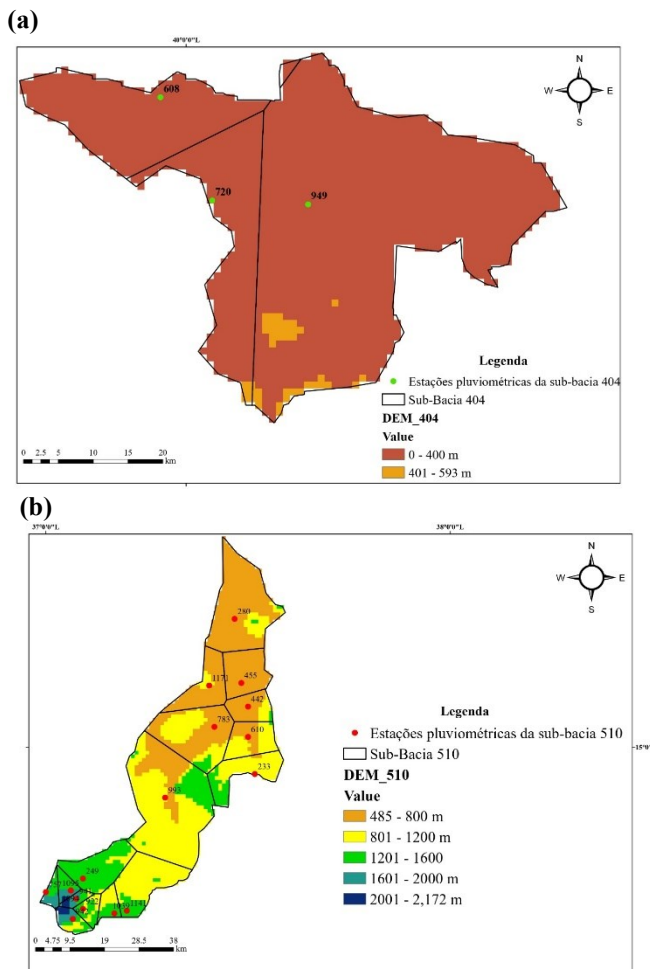 (a)
40°0'0"L
N
W E
S
608
720
949
Legenda
Estações pluviométricas da sub-bacia 404
Sub-Bacia 404
DEM_404
Value
0 - 400 m
401 - 593 m
0 2.5 5 10 15 20
km
(b)
37°0'0"L 38°0'0"L
N
W E
S
280
1171 455
442
783
610
233
993
249
1095
1181
Legenda
Estações pluviométricas da sub-bacia 510
15°0
Sub-Bacia 510
DEM_510
Value
485 - 800 m
801 - 1200 m
1201 - 1600
1601 - 2000 m
2001 - 2,172 m
0 4.75 9.5 19 28.5 38
km